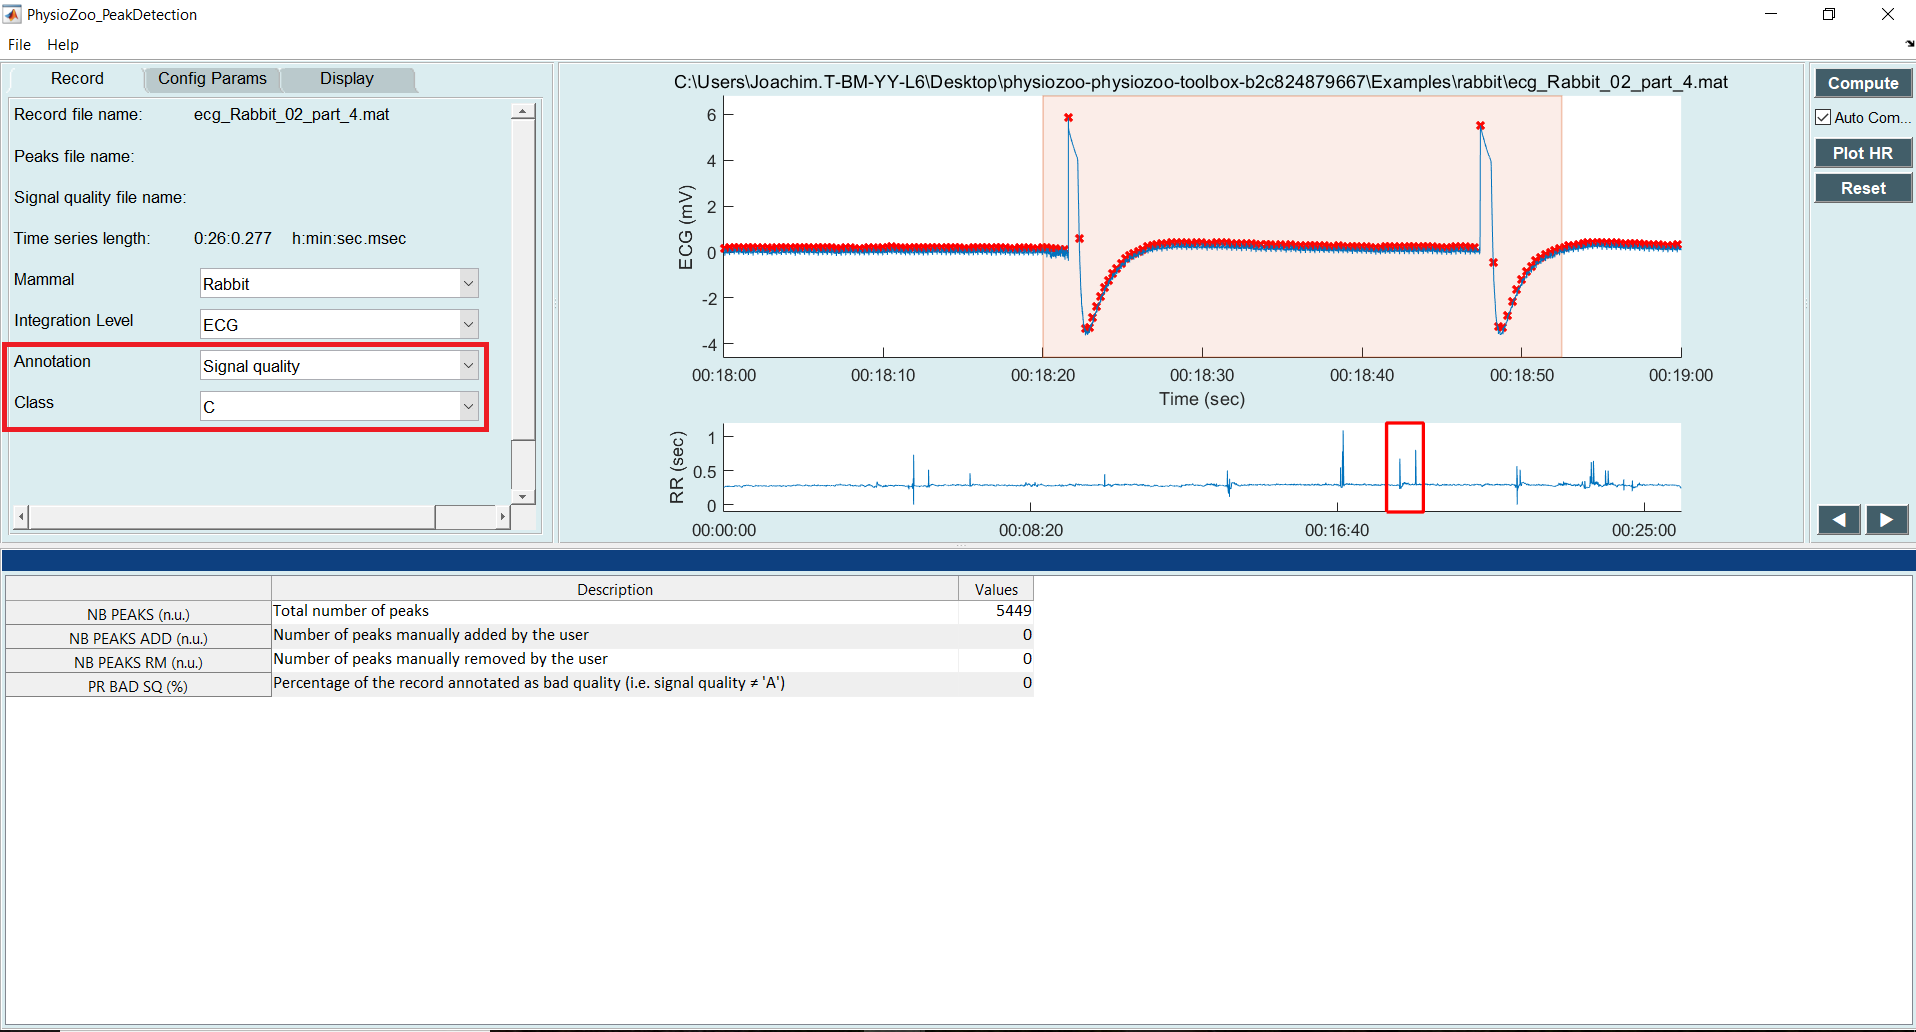 PhysioZoo_PeakDetection
File Help
Record Config Params Display
Record file name: ecg_Rabbit_02_part_4.mat
Peaks file name:
Signal quality file name:
Time series length: 0:26:0.277 h:min:sec.msec
Mammal Rabbit
Integration Level ECG
Annotation Signal quality
Class C
C:\Users\Joachim.T-BM-YY-L6\Desktop\physiozoo-physiozoo-toolbox-b2c824879667\Examples\rabbit\ecg_Rabbit_02_part_4.mat
ECG (mV)
6
4
2
0
-2
-4
00:18:00 00:18:10 00:18:20 00:18:30 00:18:40 00:18:50 00:19:00
Time (sec)
RR (sec)
1
0.5
0
00:00:00 00:08:20 00:16:40 00:25:00
Compute
Auto Com...
Plot HR
Reset
Description Values
NB PEAKS (n.u.) Total number of peaks 5449
NB PEAKS ADD (n.u.) Number of peaks manually added by the user 0
NB PEAKS RM (n.u.) Number of peaks manually removed by the user 0
PR BAD SQ (%) Percentage of the record annotated as bad quality (i.e. signal quality ≠ 'A') 0